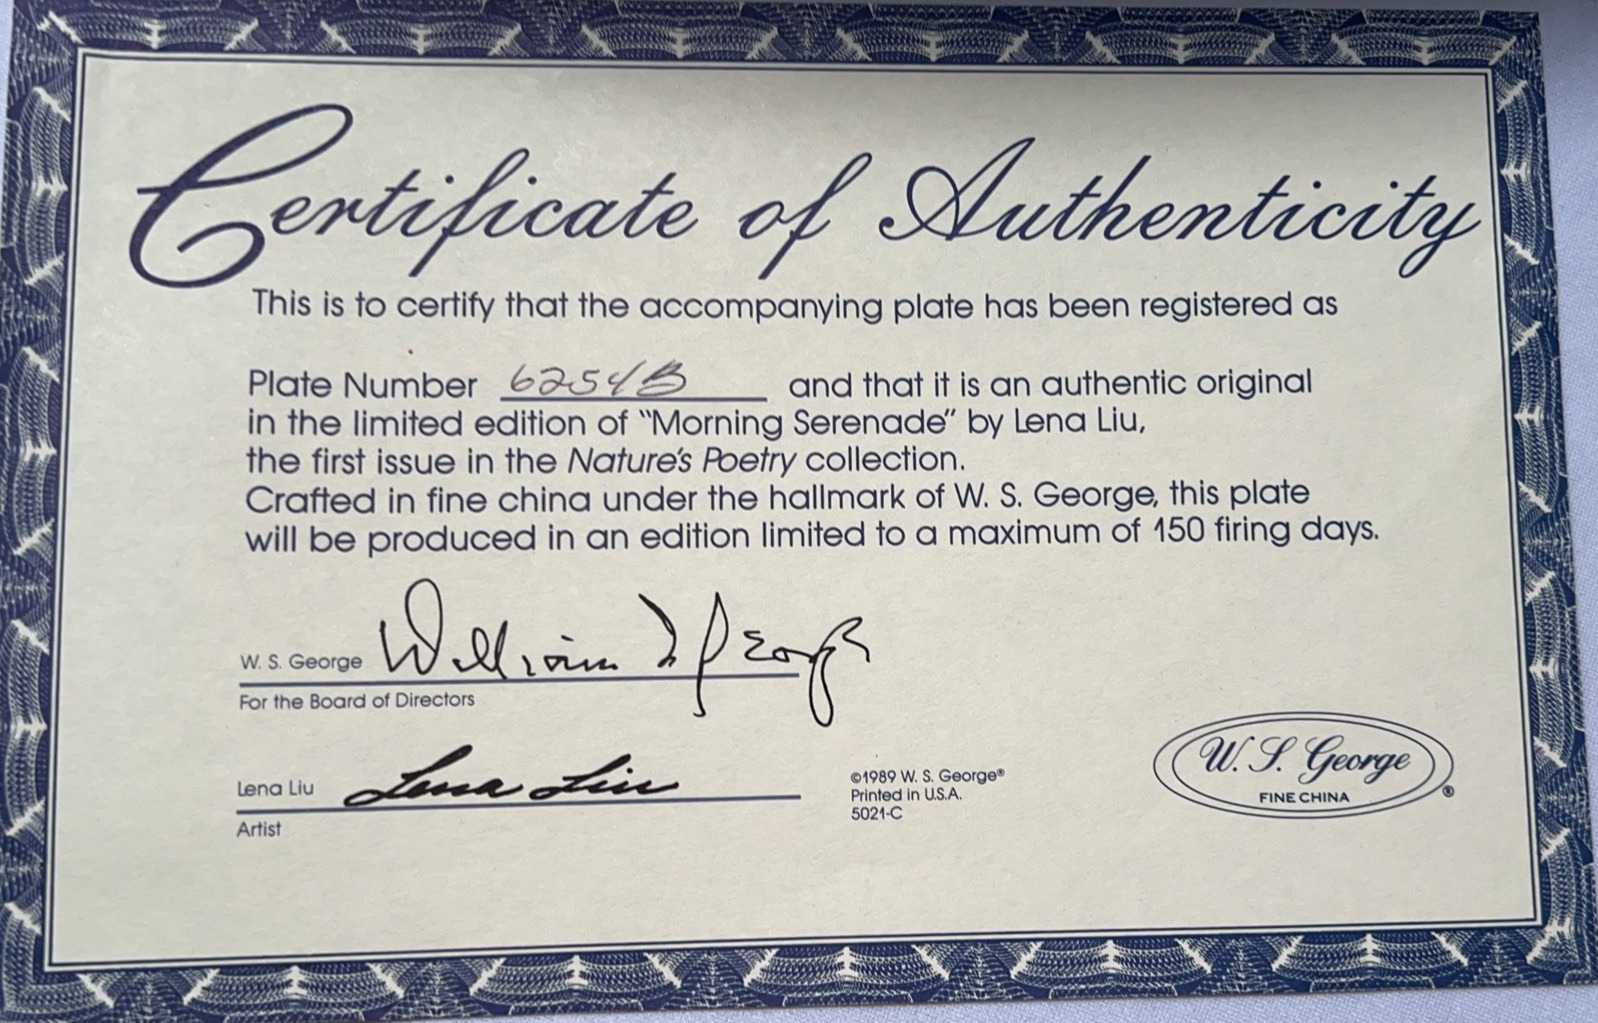 Certificate of Authenticity
This is to certify that the accompanying plate has been registered as
Plate Number 6254B and that it is an authentic original
in the limited edition of "Morning Serenade" by Lena Liu,
the first issue in the Nature's Poetry collection.
Crafted in fine china under the hallmark of W. S. George, this plate
will be produced in an edition limited to a maximum of 150 firing days.
W. S. George William S George
For the Board of Directors
Lena Liu Lena Liu
Artist
©1989 W. S. George®
Printed in U.S.A.
5021-C
W. S. George
FINE CHINA ®